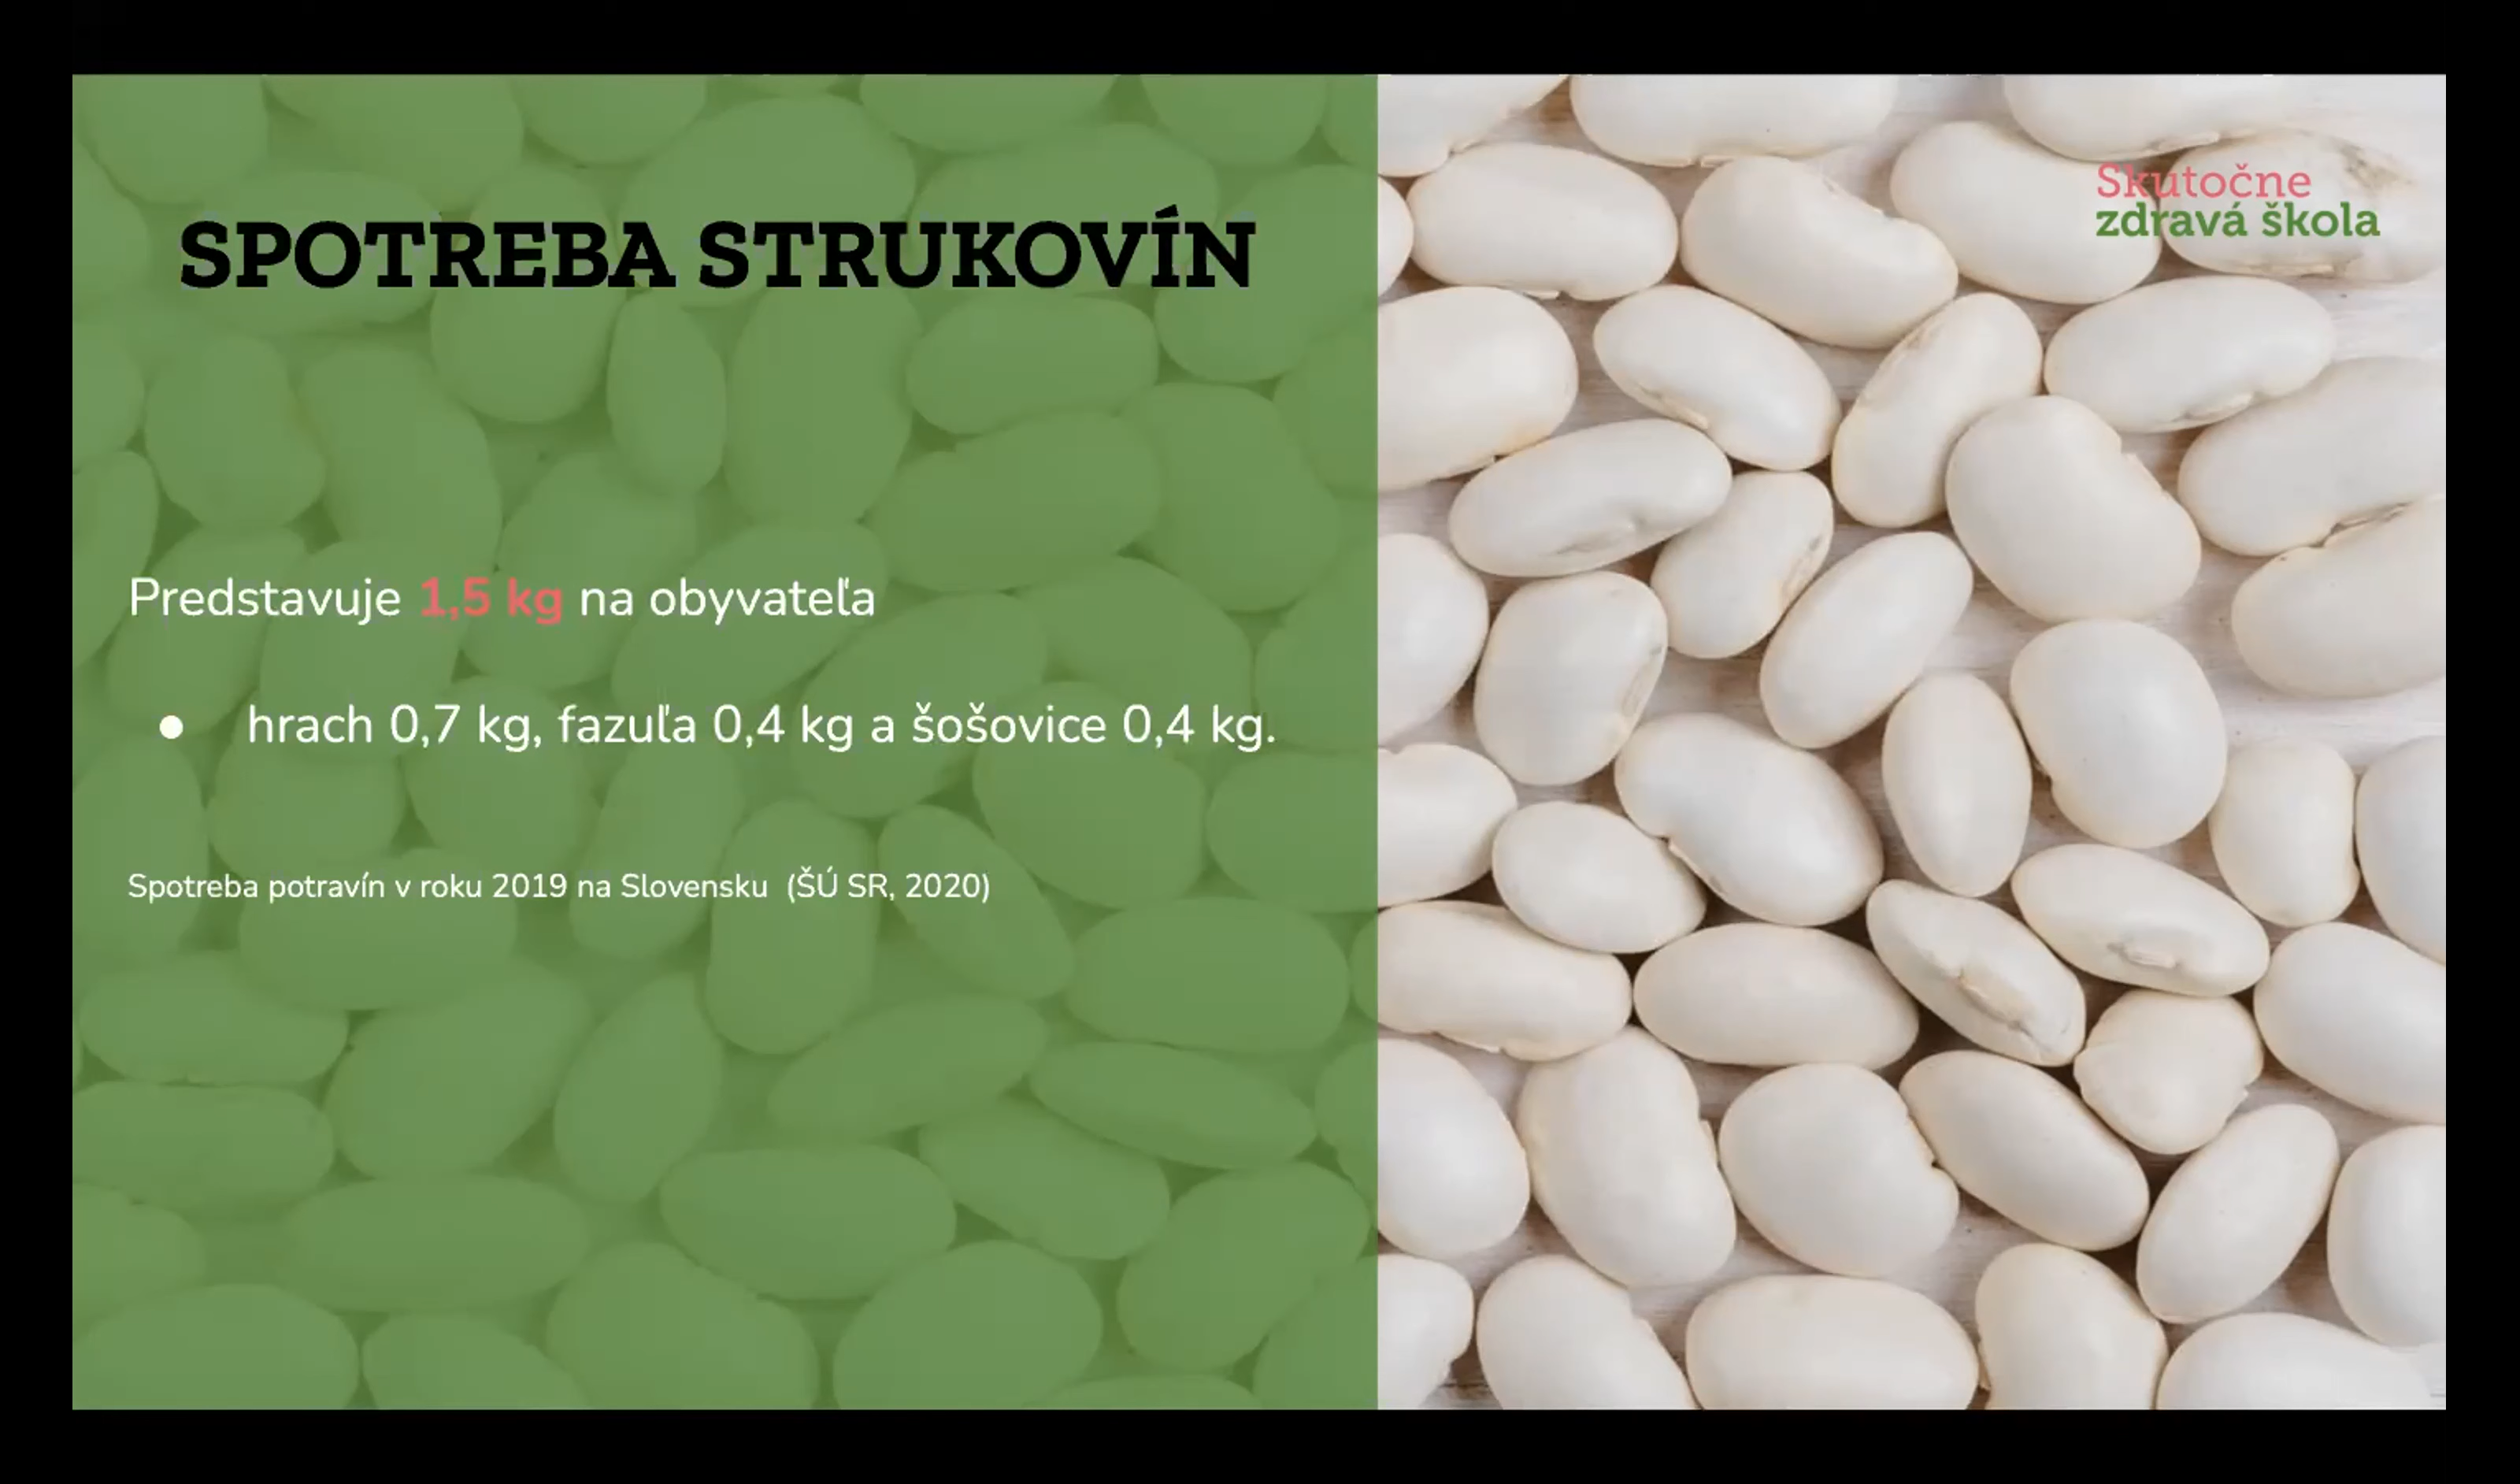 SPOTREBA STRUKOVÍN
Skutočne
zdravá škola
Predstavuje 1,5 kg na obyvateľa
● hrach 0,7 kg, fazuľa 0,4 kg a šošovice 0,4 kg.
Spotreba potravín v roku 2019 na Slovensku (ŠÚ SR, 2020)